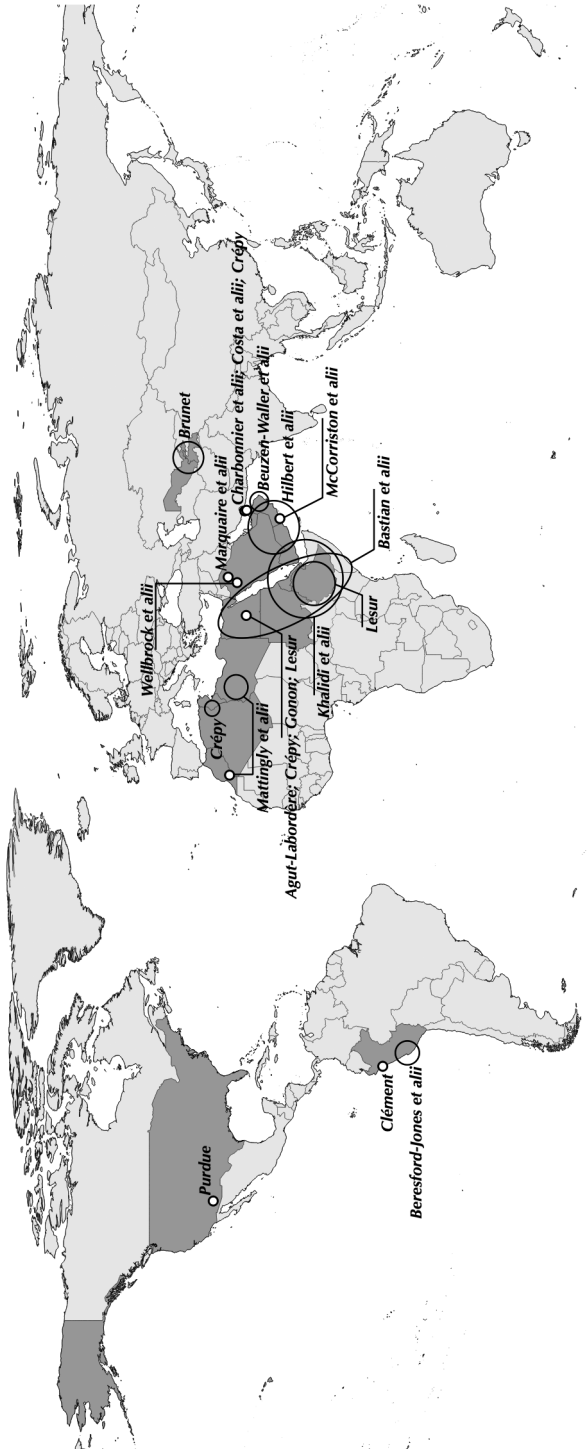 Purdue
Clément
Beresford-Jones et alii
Wellbrock et alii
Marquaire et alii
Brunet
Charbonnier et alii; Costa et alii; Crépy
Beuzen-Waller et alii
Hilbert et alii
McCorriston et alii
Crépy
Mattingly et alii
Agut-Labordère; Crépy; Gonon; Lesur
Khalidi et alii
Lesur
Bastian et alii